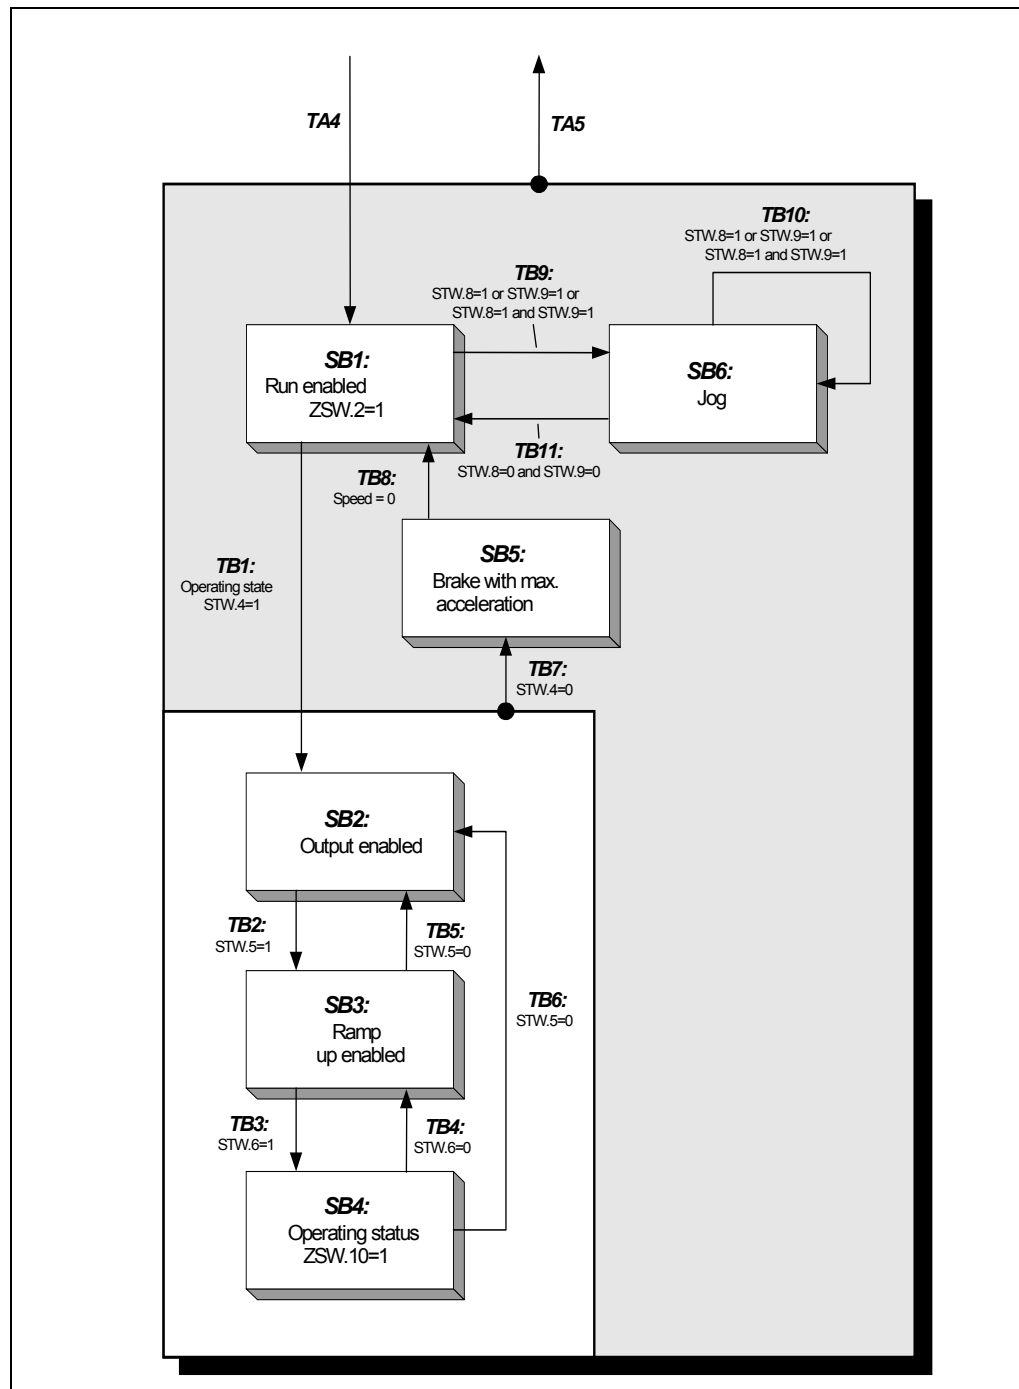 TA4
TA5
TB10:
STW.8=1 or STW.9=1 or
STW.8=1 and STW.9=1
TB9:
STW.8=1 or STW.9=1 or
STW.8=1 and STW.9=1
SB1:
Run enabled
ZSW.2=1
SB6:
Jog
TB11:
STW.8=0 and STW.9=0
TB8:
Speed = 0
SB5:
Brake with max.
acceleration
TB1:
Operating state
STW.4=1
TB7:
STW.4=0
SB2:
Output enabled
TB2:
STW.5=1
TB5:
STW.5=0
TB6:
STW.5=0
SB3:
Ramp
up enabled
TB3:
STW.6=1
TB4:
STW.6=0
SB4:
Operating status
ZSW.10=1